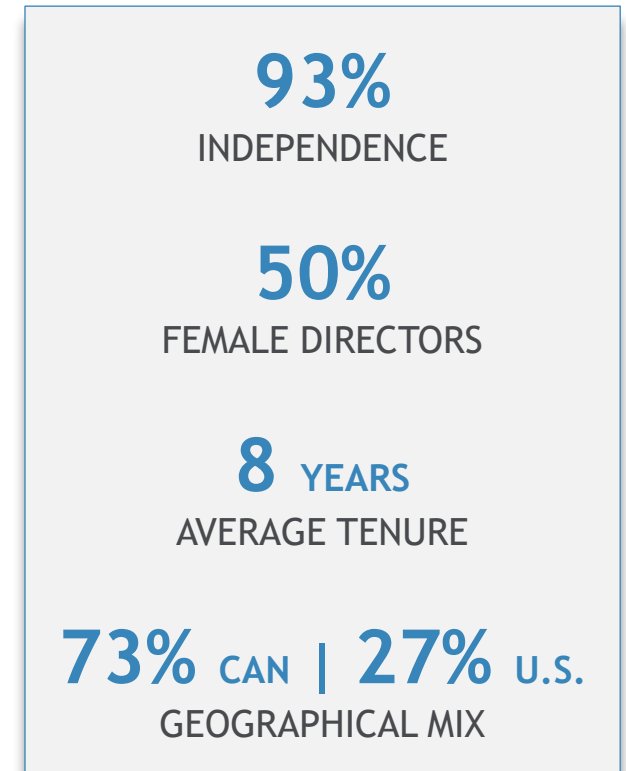 93%
INDEPENDENCE
50%
FEMALE DIRECTORS
8 YEARS
AVERAGE TENURE
73% CAN | 27% U.S.
GEOGRAPHICAL MIX